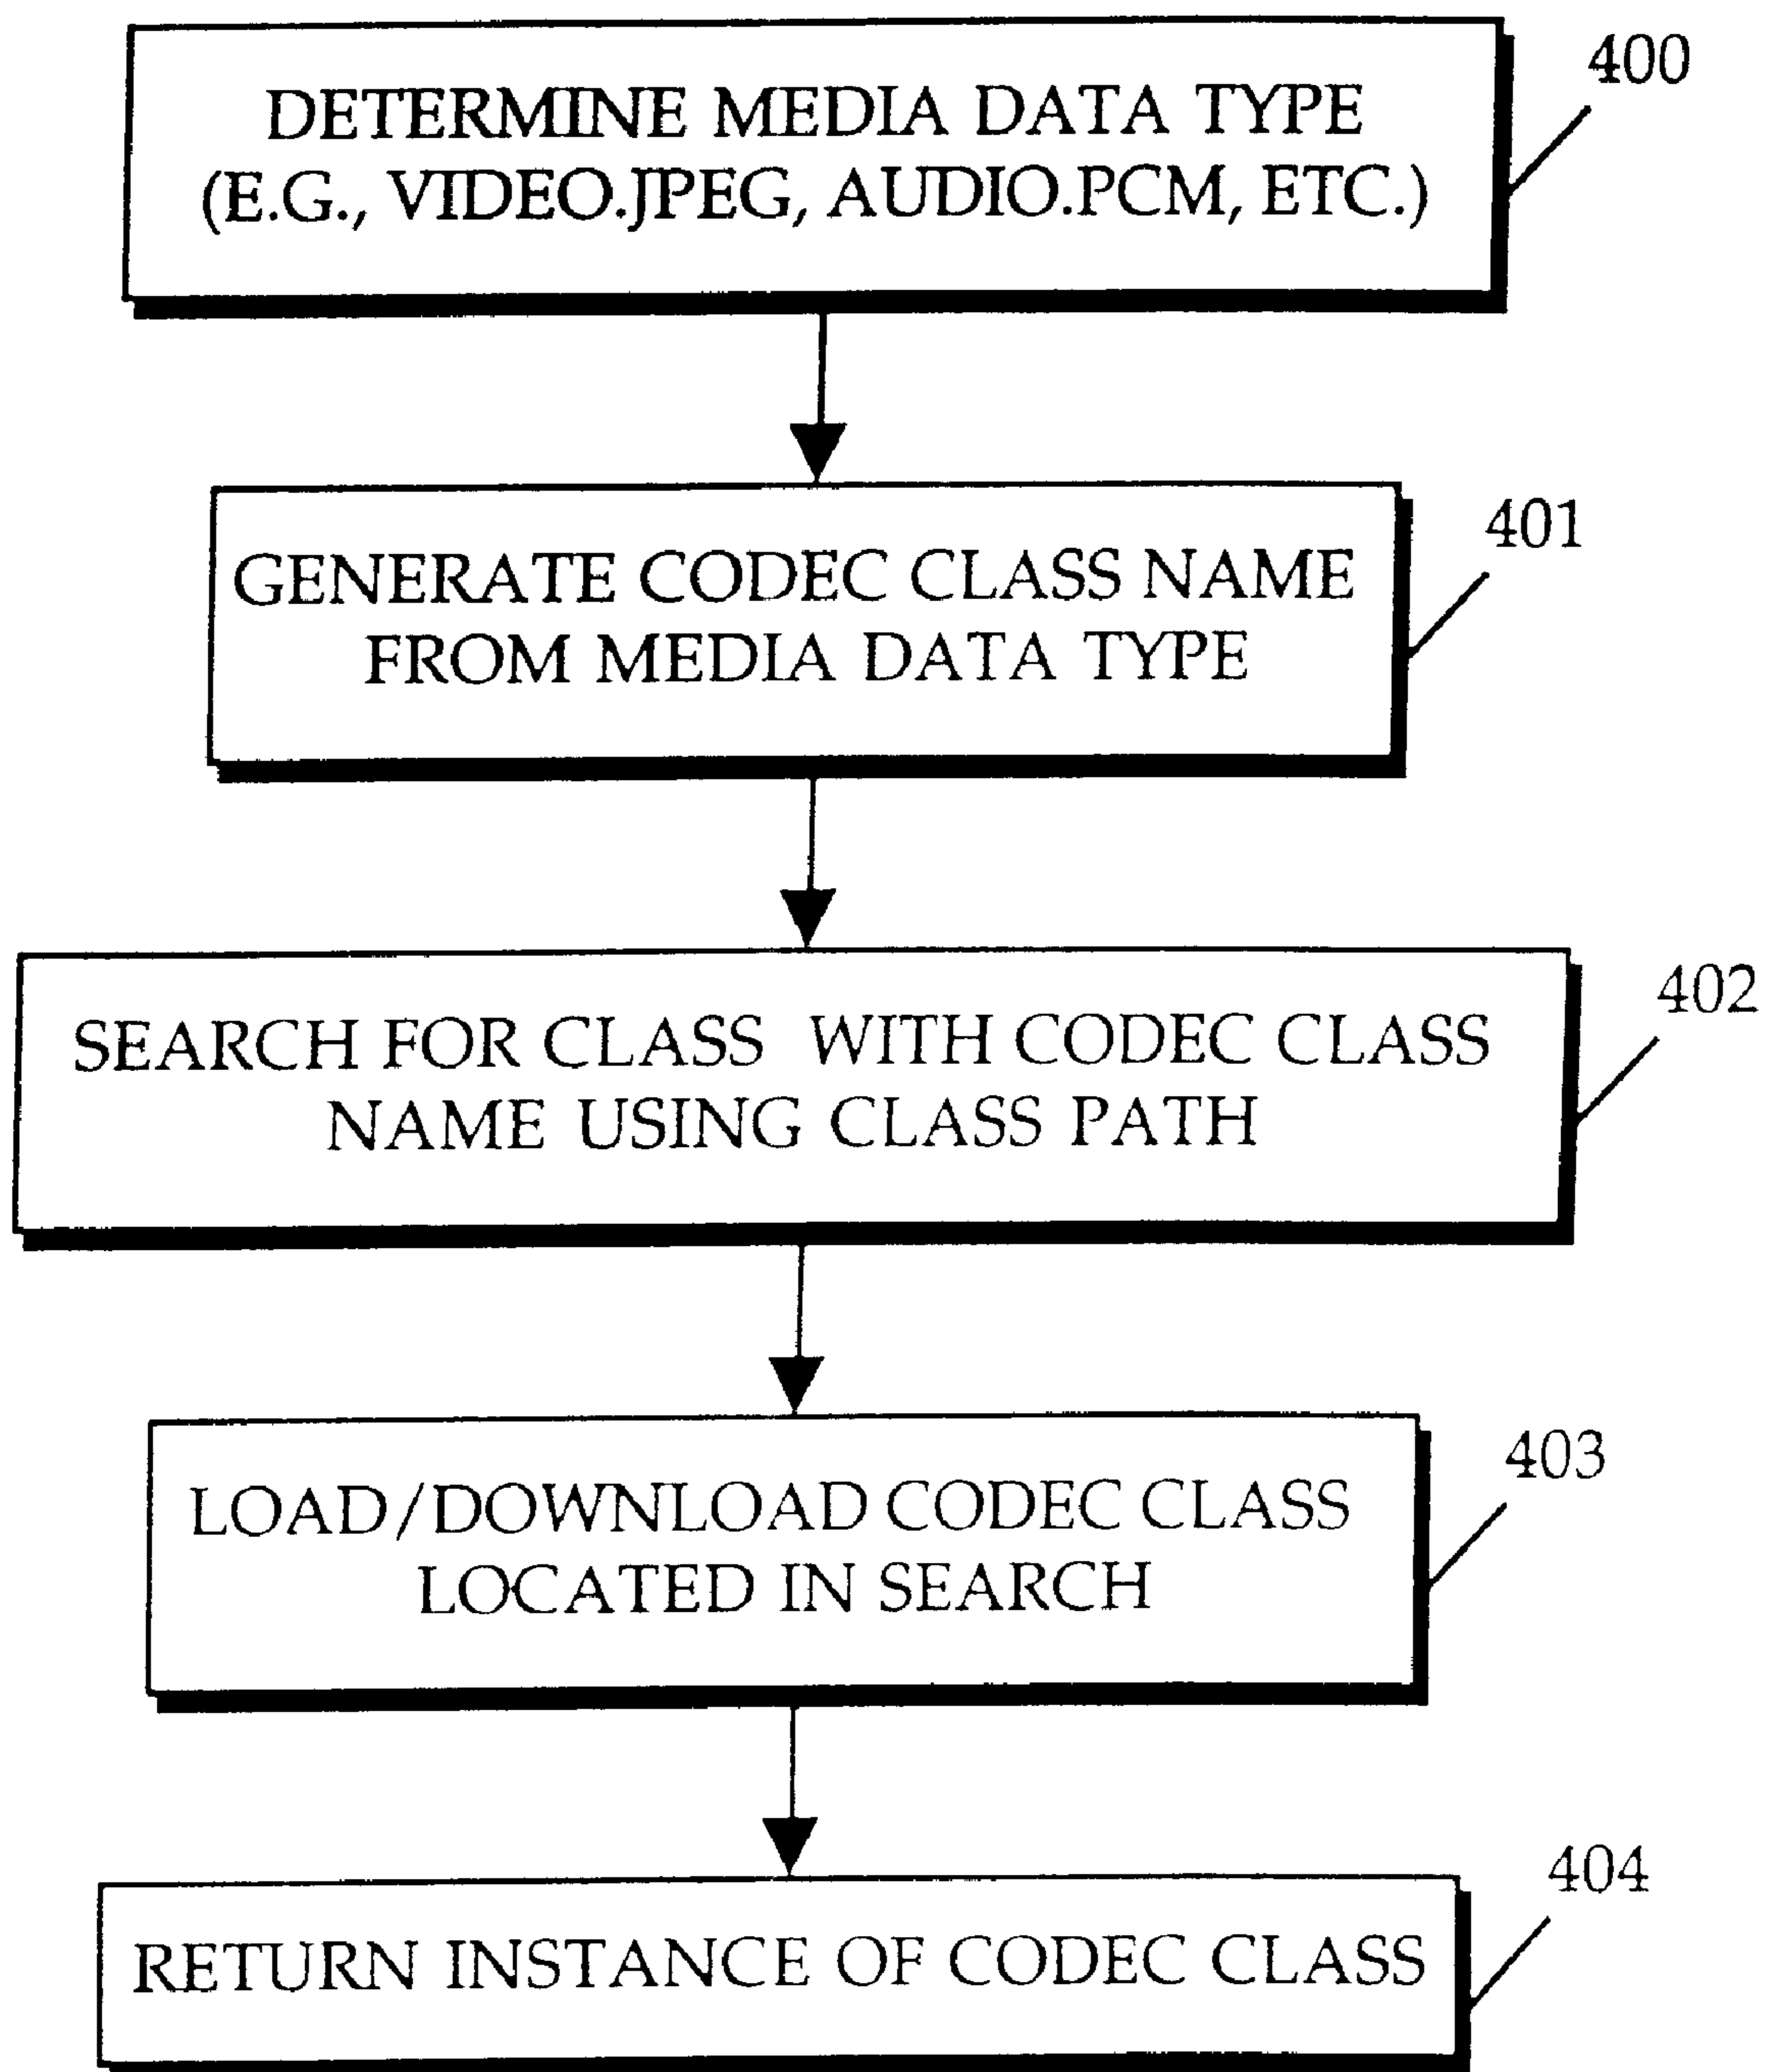 400
DETERMINE MEDIA DATA TYPE
(E.G., VIDEO.JPEG, AUDIO.PCM, ETC.)
401
GENERATE CODEC CLASS NAME
FROM MEDIA DATA TYPE
402
SEARCH FOR CLASS WITH CODEC CLASS
NAME USING CLASS PATH
403
LOAD/DOWNLOAD CODEC CLASS
LOCATED IN SEARCH
404
RETURN INSTANCE OF CODEC CLASS